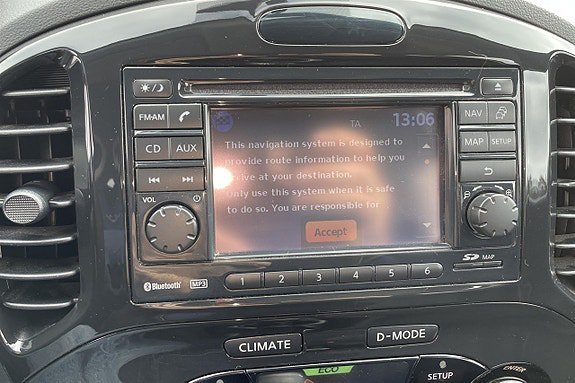 FM·AM
NAV
CD AUX
MAP SETUP
VOL
TA 13:06
This navigation system is designed to
provide route information to help you
arrive at your destination.
Only use this system when it is safe
to do so. You are responsible for
Accept
Bluetooth MP3
1 2 3 4 5 6
SD MAP
CLIMATE
D-MODE
ECO
SETUP
ENTER